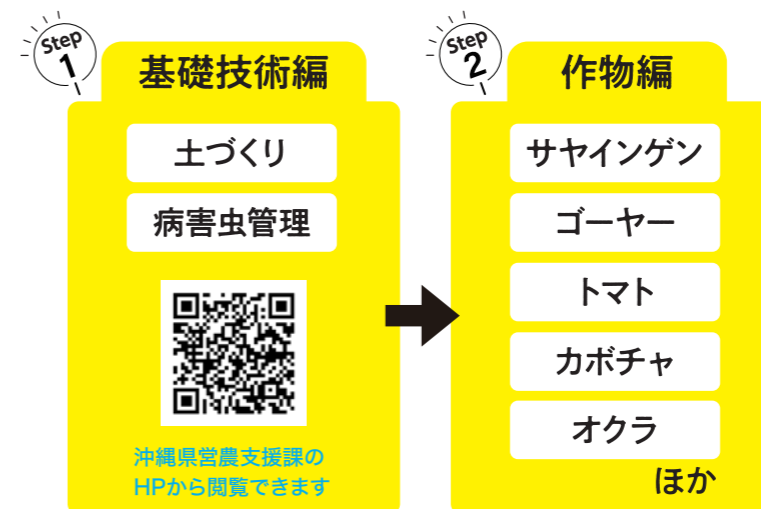 Step
1
基礎技術編
土づくり
病害虫管理
沖縄県営農支援課の
HPから閲覧できます
Step
2
作物編
サヤインゲン
ゴーヤー
トマト
カボチャ
オクラ
ほか